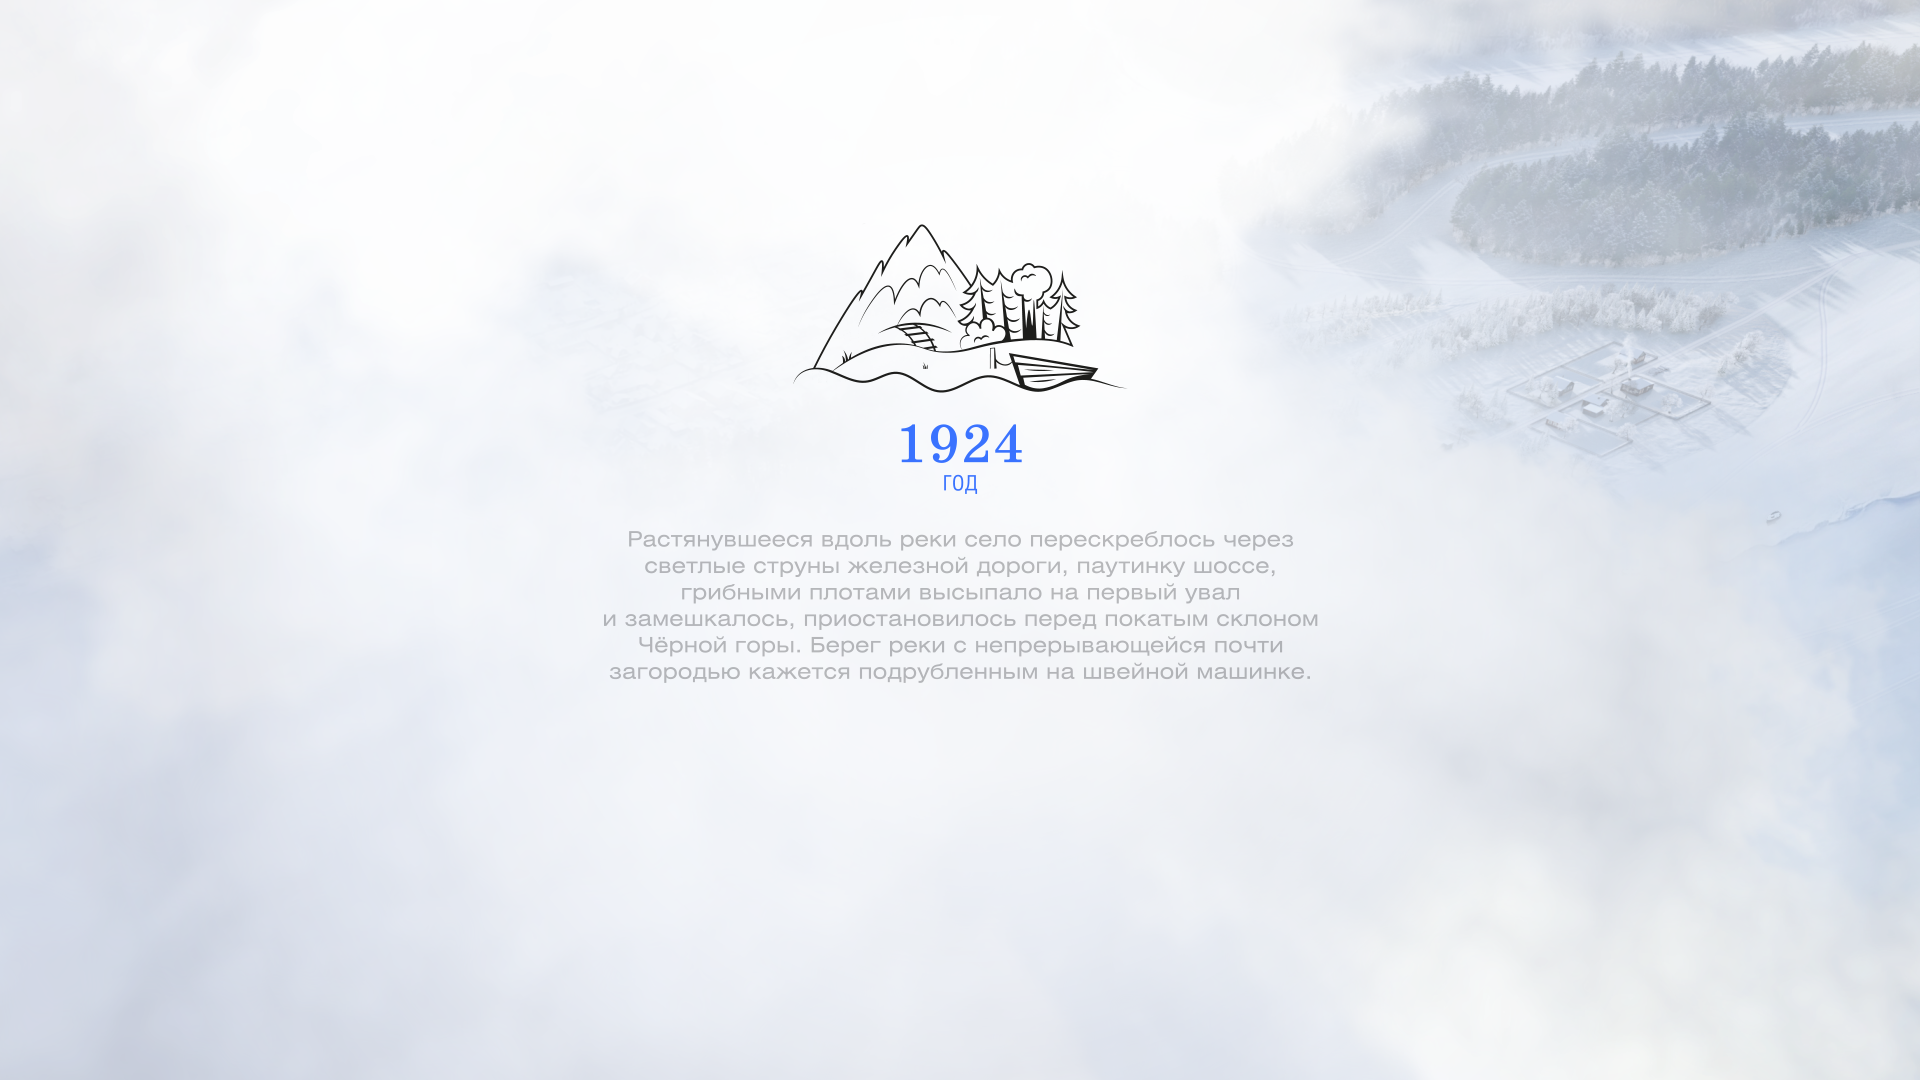 1924
ГОД
Растянувшееся вдоль реки село перескреблось через
светлые струны железной дороги, паутинку шоссе,
грибными плотами высыпало на первый увал
и замешкалось, приостановилось перед покатым склоном
Чёрной горы. Берег реки с непрерывающейся почти
загородью кажется подрубленным на швейной машинке.